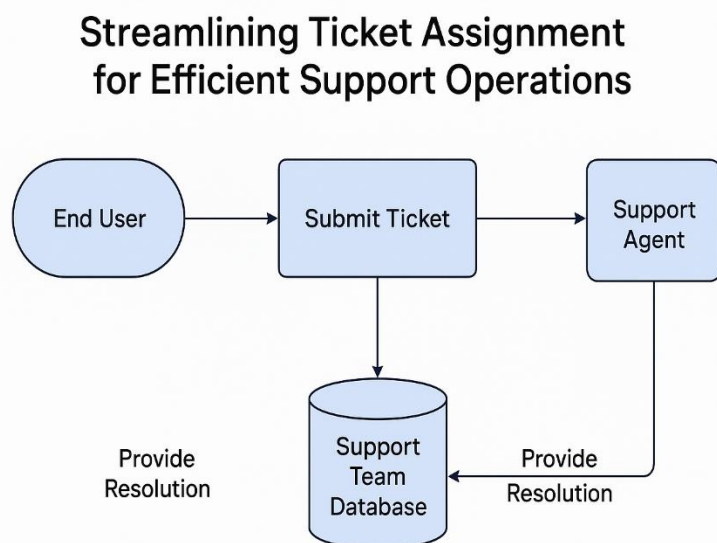 Streamlining Ticket Assignment
for Efficient Support Operations
End User
Submit Ticket
Support
Agent
Support
Team
Database
Provide
Resolution
Provide
Resolution